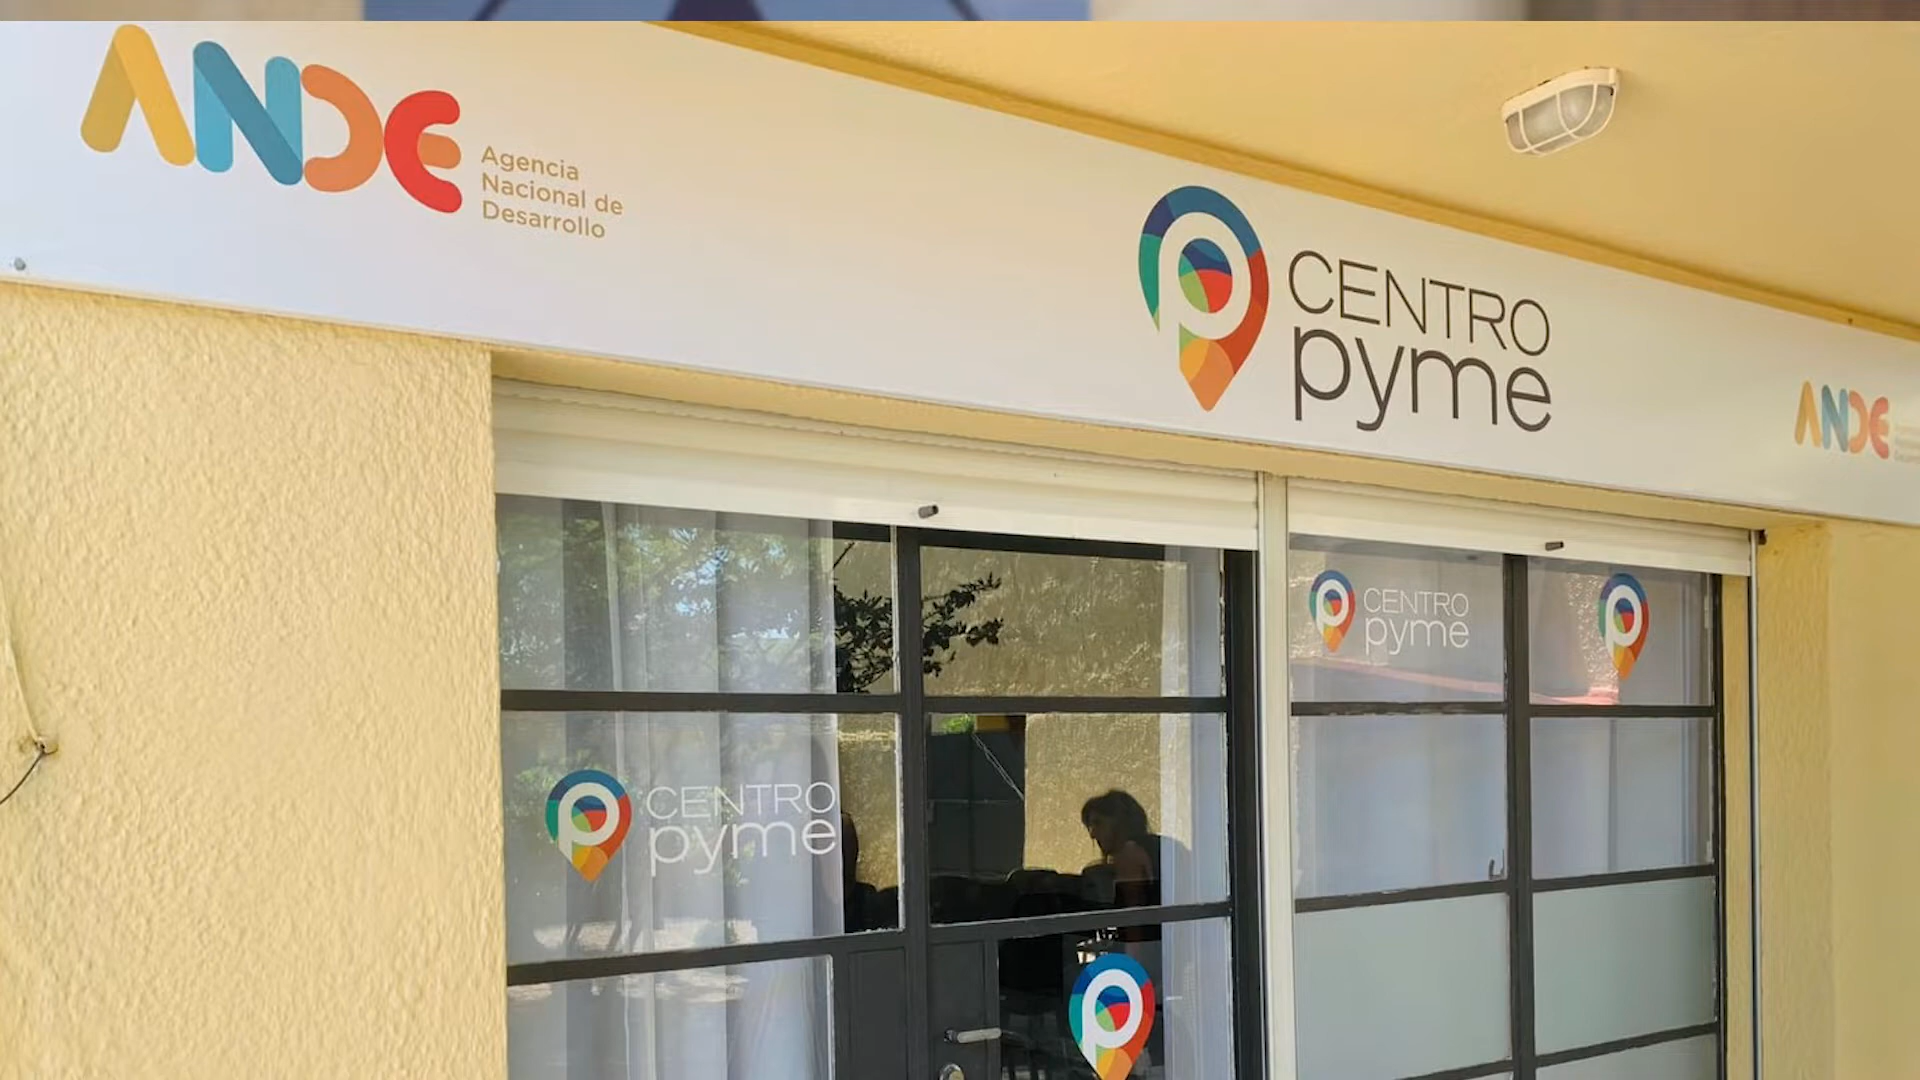 ANDE
Agencia
Nacional de
Desarrollo
CENTRO
pyme
ANDE
CENTRO
pyme
CENTRO
pyme